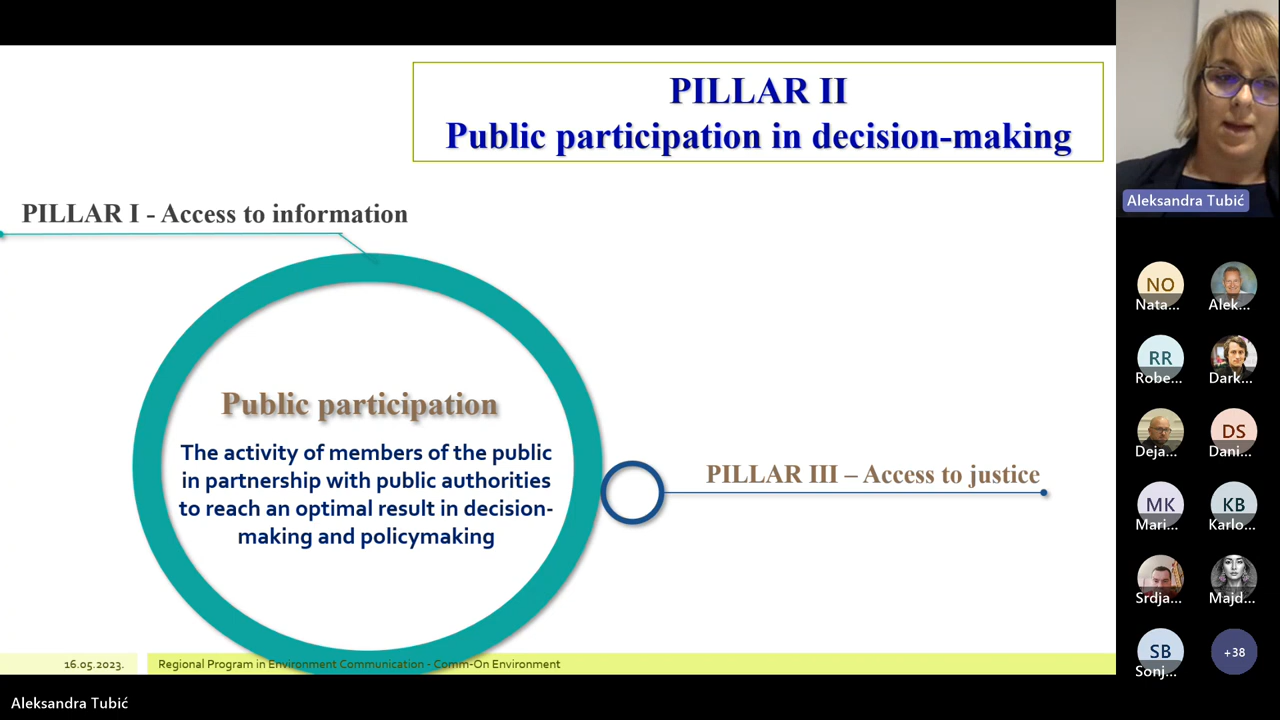 PILLAR II
Public participation in decision-making
PILLAR I - Access to information
Public participation
The activity of members of the public
in partnership with public authorities
to reach an optimal result in decision-
making and policymaking
PILLAR III – Access to justice
16.05.2023.
Regional Program in Environment Communication - Comm-On Environment
Aleksandra Tubić
Aleksandra Tubić
NO
Nata...
Alek...
RR
Robe...
Dark...
Deja...
DS
Dani...
MK
Mari...
KB
Karlo...
Srdja...
Majd...
SB
Sonj...
+38